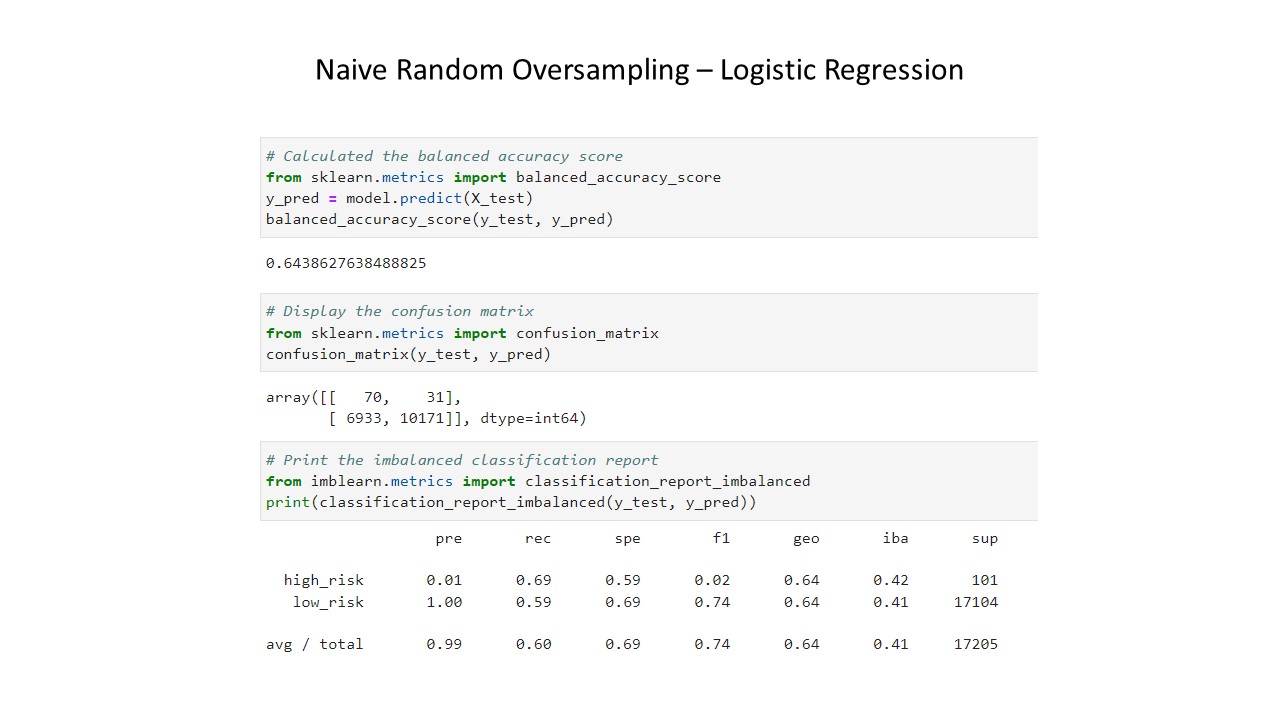 Naive Random Oversampling – Logistic Regression
# Calculated the balanced accuracy score
from sklearn.metrics import balanced_accuracy_score
y_pred = model.predict(X_test)
balanced_accuracy_score(y_test, y_pred)
0.6438627638488825
# Display the confusion matrix
from sklearn.metrics import confusion_matrix
confusion_matrix(y_test, y_pred)
array([[   70,    31],
       [ 6933, 10171]], dtype=int64)
# Print the imbalanced classification report
from imblearn.metrics import classification_report_imbalanced
print(classification_report_imbalanced(y_test, y_pred))
                   pre       rec       spe        f1       geo       iba       sup
  high_risk       0.01      0.69      0.59      0.02      0.64      0.42       101
   low_risk       1.00      0.59      0.69      0.74      0.64      0.41     17104
avg / total       0.99      0.60      0.69      0.74      0.64      0.41     17205